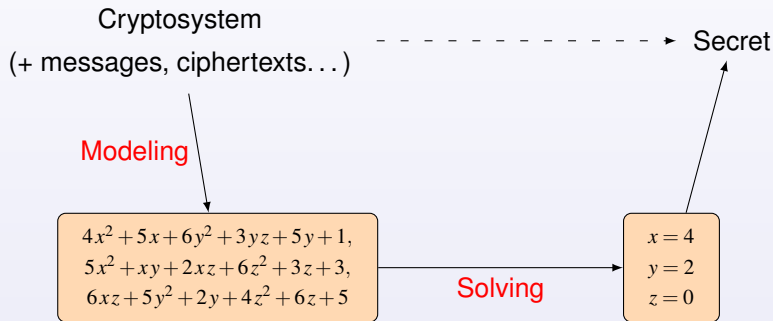 Cryptosystem
(+ messages, ciphertexts. . . )
Secret
Modeling
4x² + 5x + 6y² + 3yz + 5y + 1,
5x² + xy + 2xz + 6z² + 3z + 3,
6xz + 5y² + 2y + 4z² + 6z + 5
Solving
x = 4
y = 2
z = 0